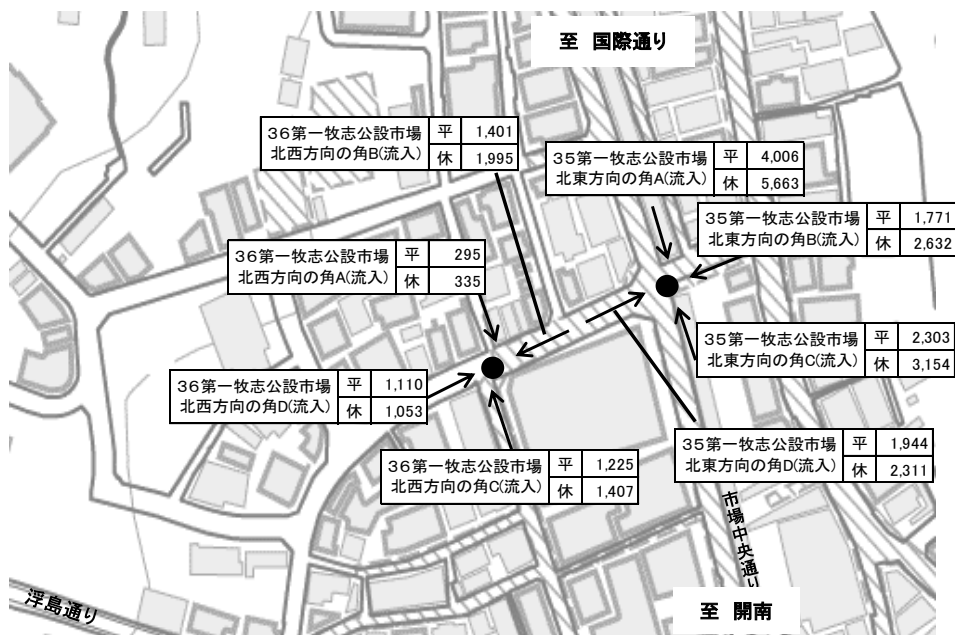 至 国際通り
36第一牧志公設市場
北西方向の角B(流入)
平 1,401
休 1,995
35第一牧志公設市場
北東方向の角A(流入)
平 4,006
休 5,663
35第一牧志公設市場
北東方向の角B(流入)
平 1,771
休 2,632
36第一牧志公設市場
北西方向の角A(流入)
平 295
休 335
35第一牧志公設市場
北東方向の角C(流入)
平 2,303
休 3,154
36第一牧志公設市場
北西方向の角D(流入)
平 1,110
休 1,053
35第一牧志公設市場
北東方向の角D(流入)
平 1,944
休 2,311
36第一牧志公設市場
北西方向の角C(流入)
平 1,225
休 1,407
市場中央通り
浮島通り
至 開南